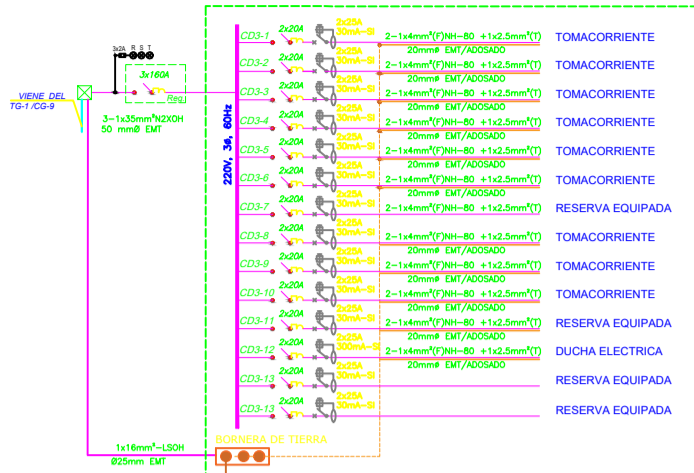 3x2A R S T
3x160A
Reg.
VIENE DEL
TG-1 /CG-9
3-1x35mm²N2XOH
50 mmØ EMT
220V, 3ø, 60Hz
CD3-1 2x20A 2x25A 30mA-SI 2-1x4mm²(F)NH-80 +1x2.5mm²(T) TOMACORRIENTE
20mmø EMT/ADOSADO
CD3-2 2x20A 2x25A 30mA-SI 2-1x4mm²(F)NH-80 +1x2.5mm²(T) TOMACORRIENTE
20mmø EMT/ADOSADO
CD3-3 2x20A 2x25A 30mA-SI 2-1x4mm²(F)NH-80 +1x2.5mm²(T) TOMACORRIENTE
20mmø EMT/ADOSADO
CD3-4 2x20A 2x25A 30mA-SI 2-1x4mm²(F)NH-80 +1x2.5mm²(T) TOMACORRIENTE
20mmø EMT/ADOSADO
CD3-5 2x20A 2x25A 30mA-SI 2-1x4mm²(F)NH-80 +1x2.5mm²(T) TOMACORRIENTE
20mmø EMT/ADOSADO
CD3-6 2x20A 2x25A 30mA-SI 2-1x4mm²(F)NH-80 +1x2.5mm²(T) TOMACORRIENTE
20mmø EMT/ADOSADO
CD3-7 2x20A 2x25A 30mA-SI 2-1x4mm²(F)NH-80 +1x2.5mm²(T) RESERVA EQUIPADA
CD3-8 2x20A 2x25A 30mA-SI 2-1x4mm²(F)NH-80 +1x2.5mm²(T) TOMACORRIENTE
20mmø EMT/ADOSADO
CD3-9 2x20A 2x25A 30mA-SI 2-1x4mm²(F)NH-80 +1x2.5mm²(T) TOMACORRIENTE
20mmø EMT/ADOSADO
CD3-10 2x20A 2x25A 30mA-SI 2-1x4mm²(F)NH-80 +1x2.5mm²(T) TOMACORRIENTE
20mmø EMT/ADOSADO
CD3-11 2x20A 2x25A 30mA-SI 2-1x4mm²(F)NH-80 +1x2.5mm²(T) RESERVA EQUIPADA
20mmø EMT/ADOSADO
CD3-12 2x20A 2x25A 300mA-SI 2-1x4mm²(F)NH-80 +1x2.5mm²(T) DUCHA ELECTRICA
20mmø EMT/ADOSADO
CD3-13 2x20A 2x25A 30mA-SI RESERVA EQUIPADA
CD3-13 2x20A 2x25A 30mA-SI RESERVA EQUIPADA
BORNERA DE TIERRA
1x16mm²-LSOH
Ø25mm EMT